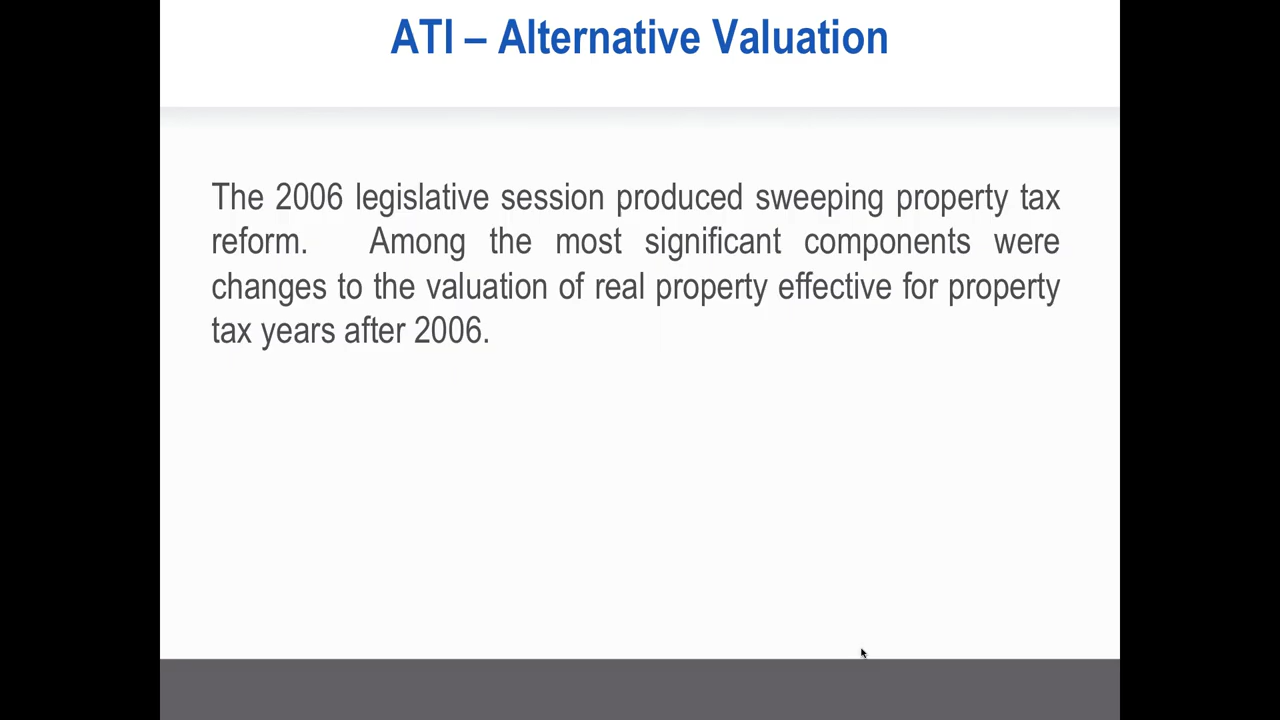 ATI – Alternative Valuation
The 2006 legislative session produced sweeping property tax
reform. Among the most significant components were
changes to the valuation of real property effective for property
tax years after 2006.